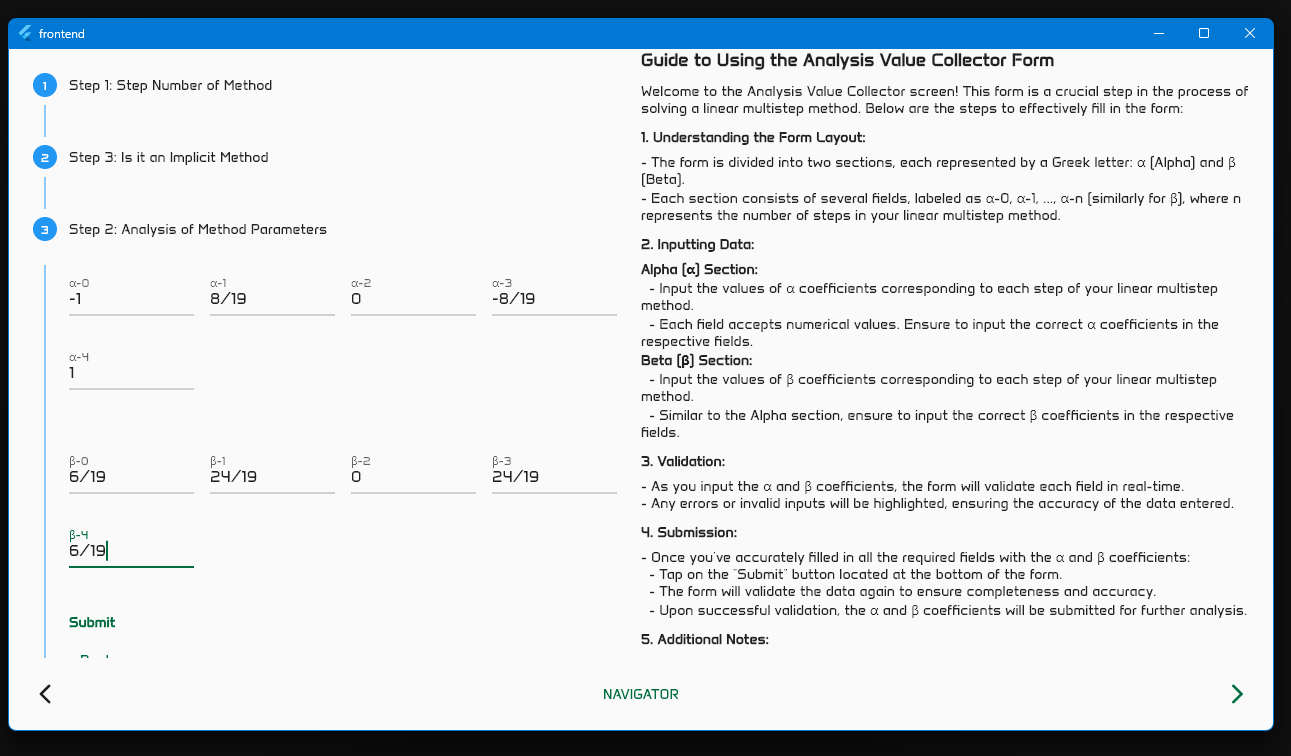 frontend
1 Step 1: Step Number of Method
2 Step 3: Is it an Implicit Method
3 Step 2: Analysis of Method Parameters
α-0 α-1 α-2 α-3
-1 8/19 0 -8/19
α-4
1
β-0 β-1 β-2 β-3
6/19 24/19 0 24/19
β-4
6/19
Submit
Guide to Using the Analysis Value Collector Form
Welcome to the Analysis Value Collector screen! This form is a crucial step in the process of
solving a linear multistep method. Below are the steps to effectively fill in the form:
1. Understanding the Form Layout:
- The form is divided into two sections, each represented by a Greek letter: α (Alpha) and β
(Beta).
- Each section consists of several fields, labeled as α-0, α-1, ..., α-n (similarly for β), where n
represents the number of steps in your linear multistep method.
2. Inputting Data:
Alpha (α) Section:
- Input the values of α coefficients corresponding to each step of your linear multistep
method.
- Each field accepts numerical values. Ensure to input the correct α coefficients in the
respective fields.
Beta (β) Section:
- Input the values of β coefficients corresponding to each step of your linear multistep
method.
- Similar to the Alpha section, ensure to input the correct β coefficients in the respective
fields.
3. Validation:
- As you input the α and β coefficients, the form will validate each field in real-time.
- Any errors or invalid inputs will be highlighted, ensuring the accuracy of the data entered.
4. Submission:
- Once you've accurately filled in all the required fields with the α and β coefficients:
- Tap on the "Submit" button located at the bottom of the form.
- The form will validate the data again to ensure completeness and accuracy.
- Upon successful validation, the α and β coefficients will be submitted for further analysis.
5. Additional Notes:
NAVIGATOR